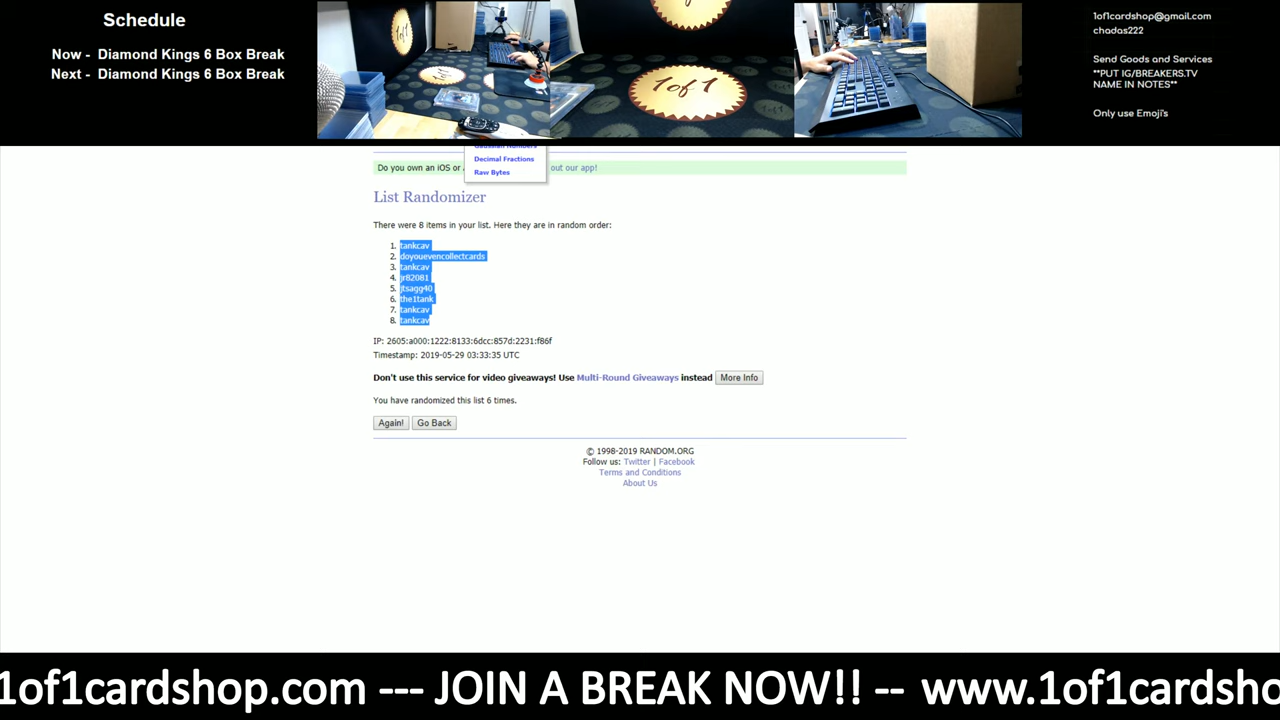 Schedule
Now - Diamond Kings 6 Box Break
Next - Diamond Kings 6 Box Break
1of1
1of1cardshop@gmail.com
chadas222
Send Goods and Services
**PUT IG/BREAKERS.TV
NAME IN NOTES**
Only use Emoji's
Gaussian Numbers
Decimal Fractions
Raw Bytes
Do you own an iOS or
out our app!
List Randomizer
There were 8 items in your list. Here they are in random order:
1. tankcav
2. doyouevencollectcards
3. tankcav
4. jr82081
5. jtsagg40
6. the1tank
7. tankcav
8. tankcav
IP: 2605:a000:1222:8133:6dcc:857d:2231:f86f
Timestamp: 2019-05-29 03:33:35 UTC
Don't use this service for video giveaways! Use Multi-Round Giveaways instead More Info
You have randomized this list 6 times.
Again! Go Back
© 1998-2019 RANDOM.ORG
Follow us: Twitter | Facebook
Terms and Conditions
About Us
1of1cardshop.com --- JOIN A BREAK NOW!! -- www.1of1cardsho